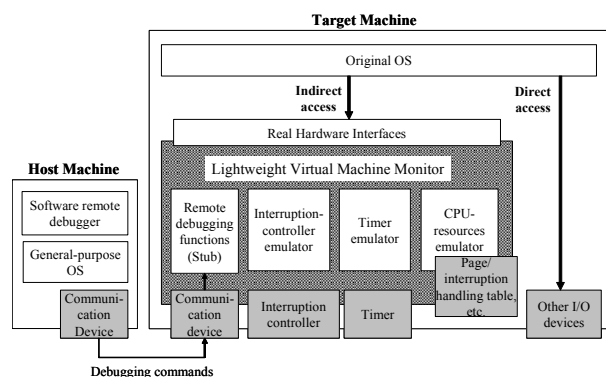 Target Machine
Original OS
Indirect
access
Direct
access
Real Hardware Interfaces
Host Machine
Lightweight Virtual Machine Monitor
Software remote
debugger
General-purpose
OS
Communi-
cation
Device
Remote
debugging
functions
(Stub)
Interruption-
controller
emulator
Timer
emulator
CPU-
resources
emulator
Page/
interruption
handling table,
etc.
Communi-
cation
device
Interruption
controller
Timer
Other I/O
devices
Debugging commands